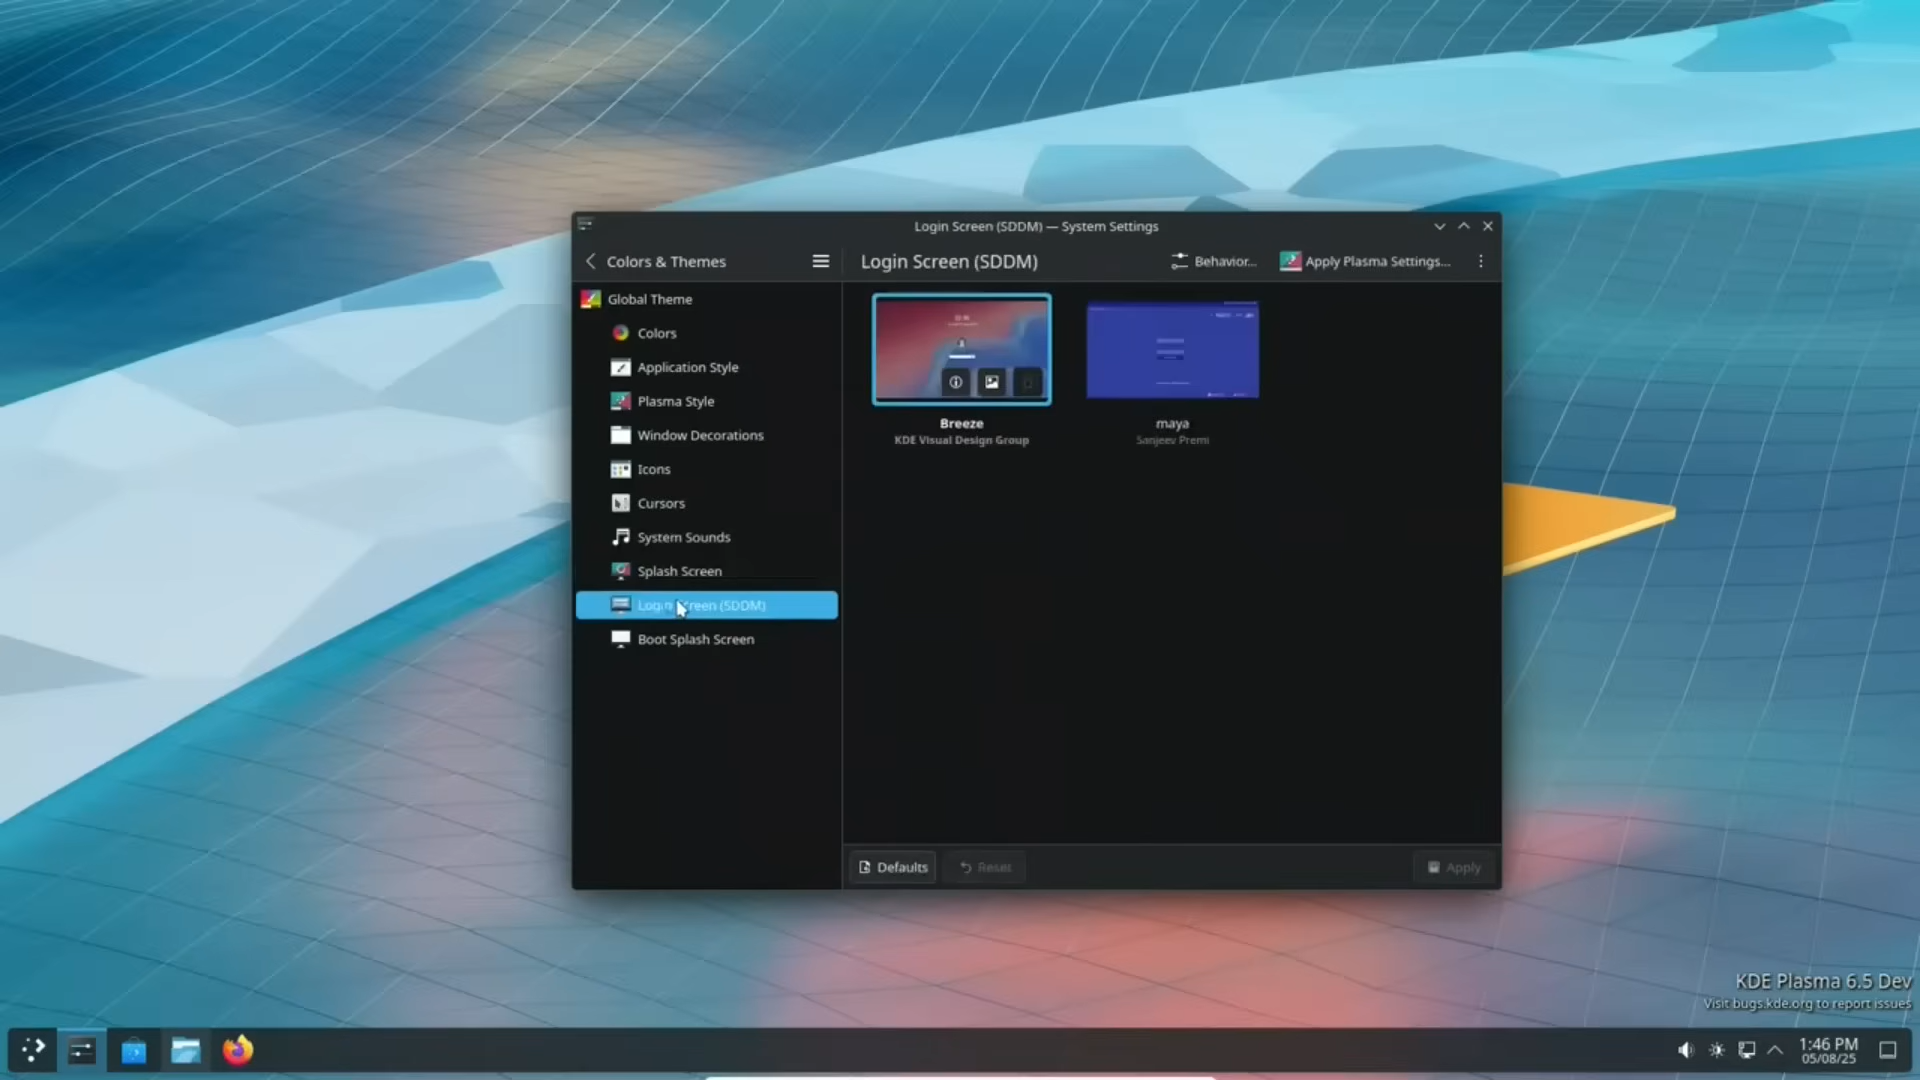 Login Screen (SDDM) — System Settings
Colors & Themes
Login Screen (SDDM)
Behavior...
Apply Plasma Settings...
Global Theme
Colors
Application Style
Plasma Style
Window Decorations
Icons
Cursors
System Sounds
Splash Screen
Login Screen (SDDM)
Boot Splash Screen
Breeze
KDE Visual Design Group
maya
Sanjeev Premi
Defaults
Reset
Apply
KDE Plasma 6.5 Dev
Visit bugs.kde.org to report issues
1:46 PM
05/08/25